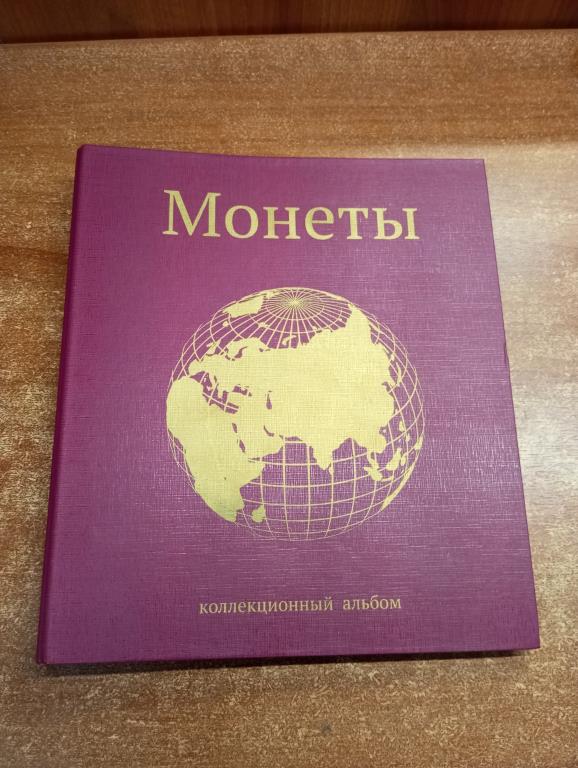 Монеты
коллекционный альбом